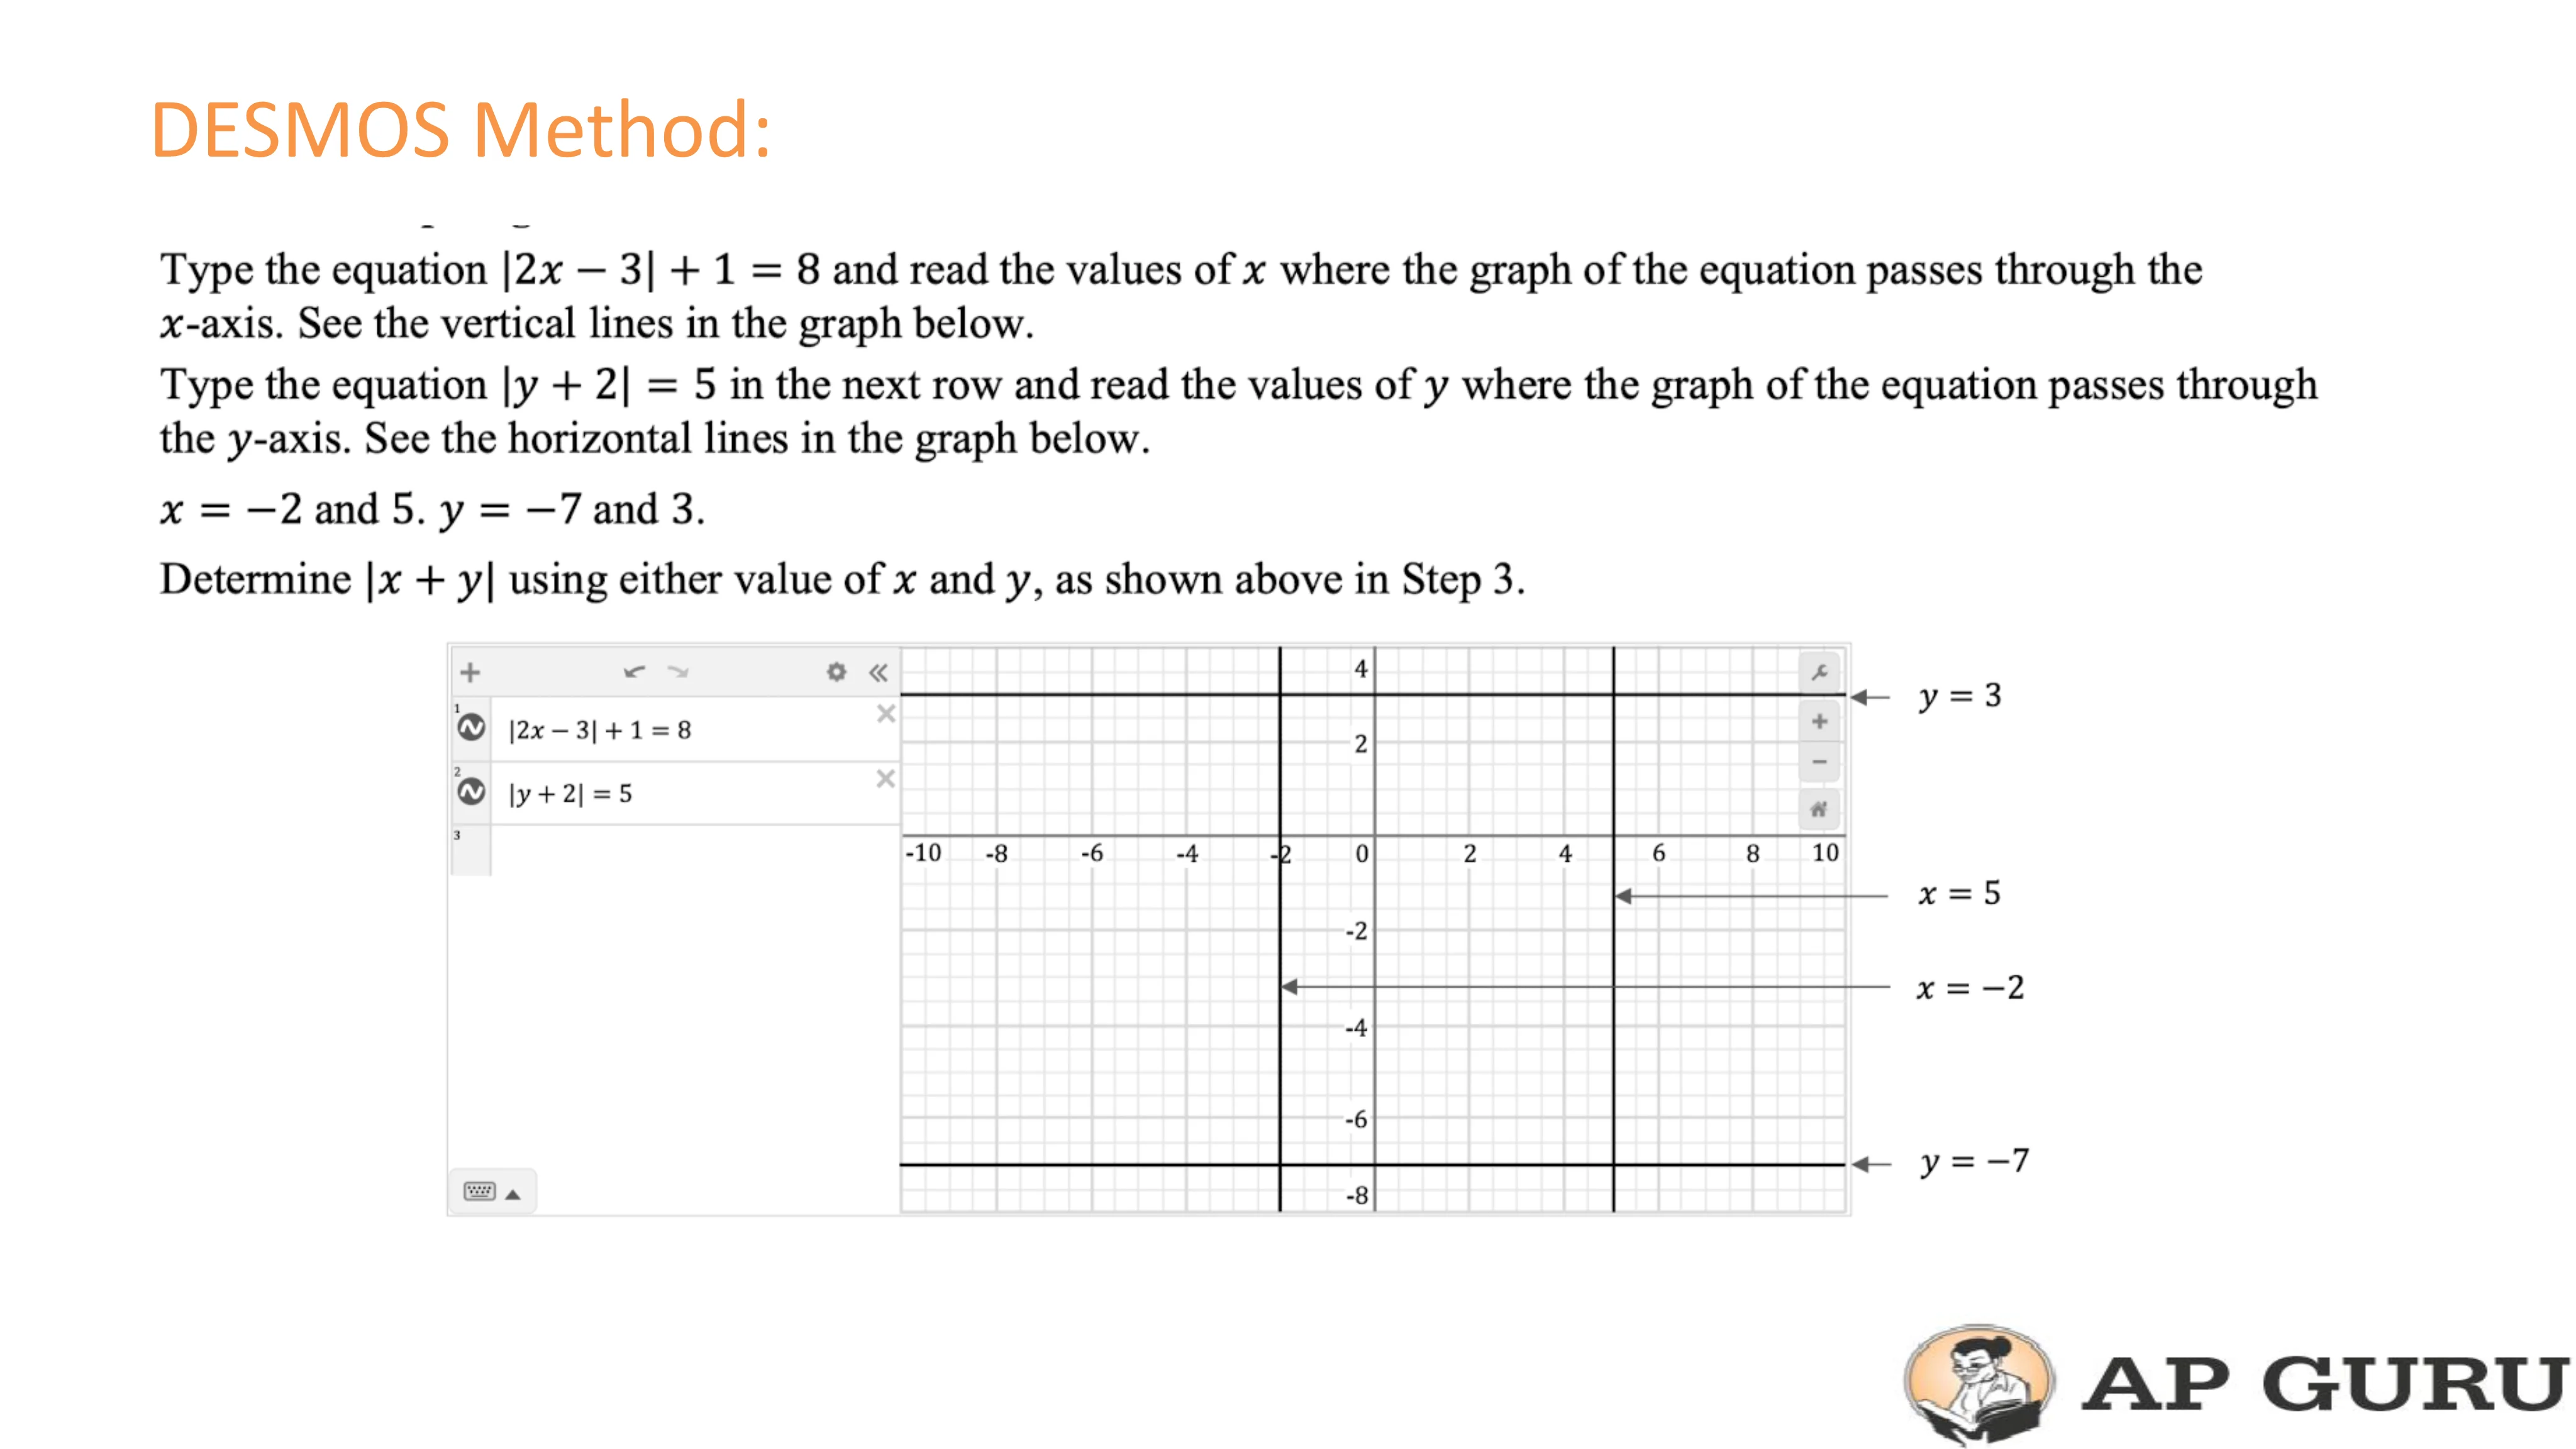 DESMOS Method:
Type the equation |2x − 3| + 1 = 8 and read the values of x where the graph of the equation passes through the
x-axis. See the vertical lines in the graph below.
Type the equation |y + 2| = 5 in the next row and read the values of y where the graph of the equation passes through
the y-axis. See the horizontal lines in the graph below.
x = −2 and 5. y = −7 and 3.
Determine |x + y| using either value of x and y, as shown above in Step 3.
1
|2x − 3| + 1 = 8
2
|y + 2| = 5
3
4
2
-10 -8 -6 -4 -2 0 2 4 6 8 10
-2
-4
-6
-8
y = 3
x = 5
x = −2
y = −7
AP GURU